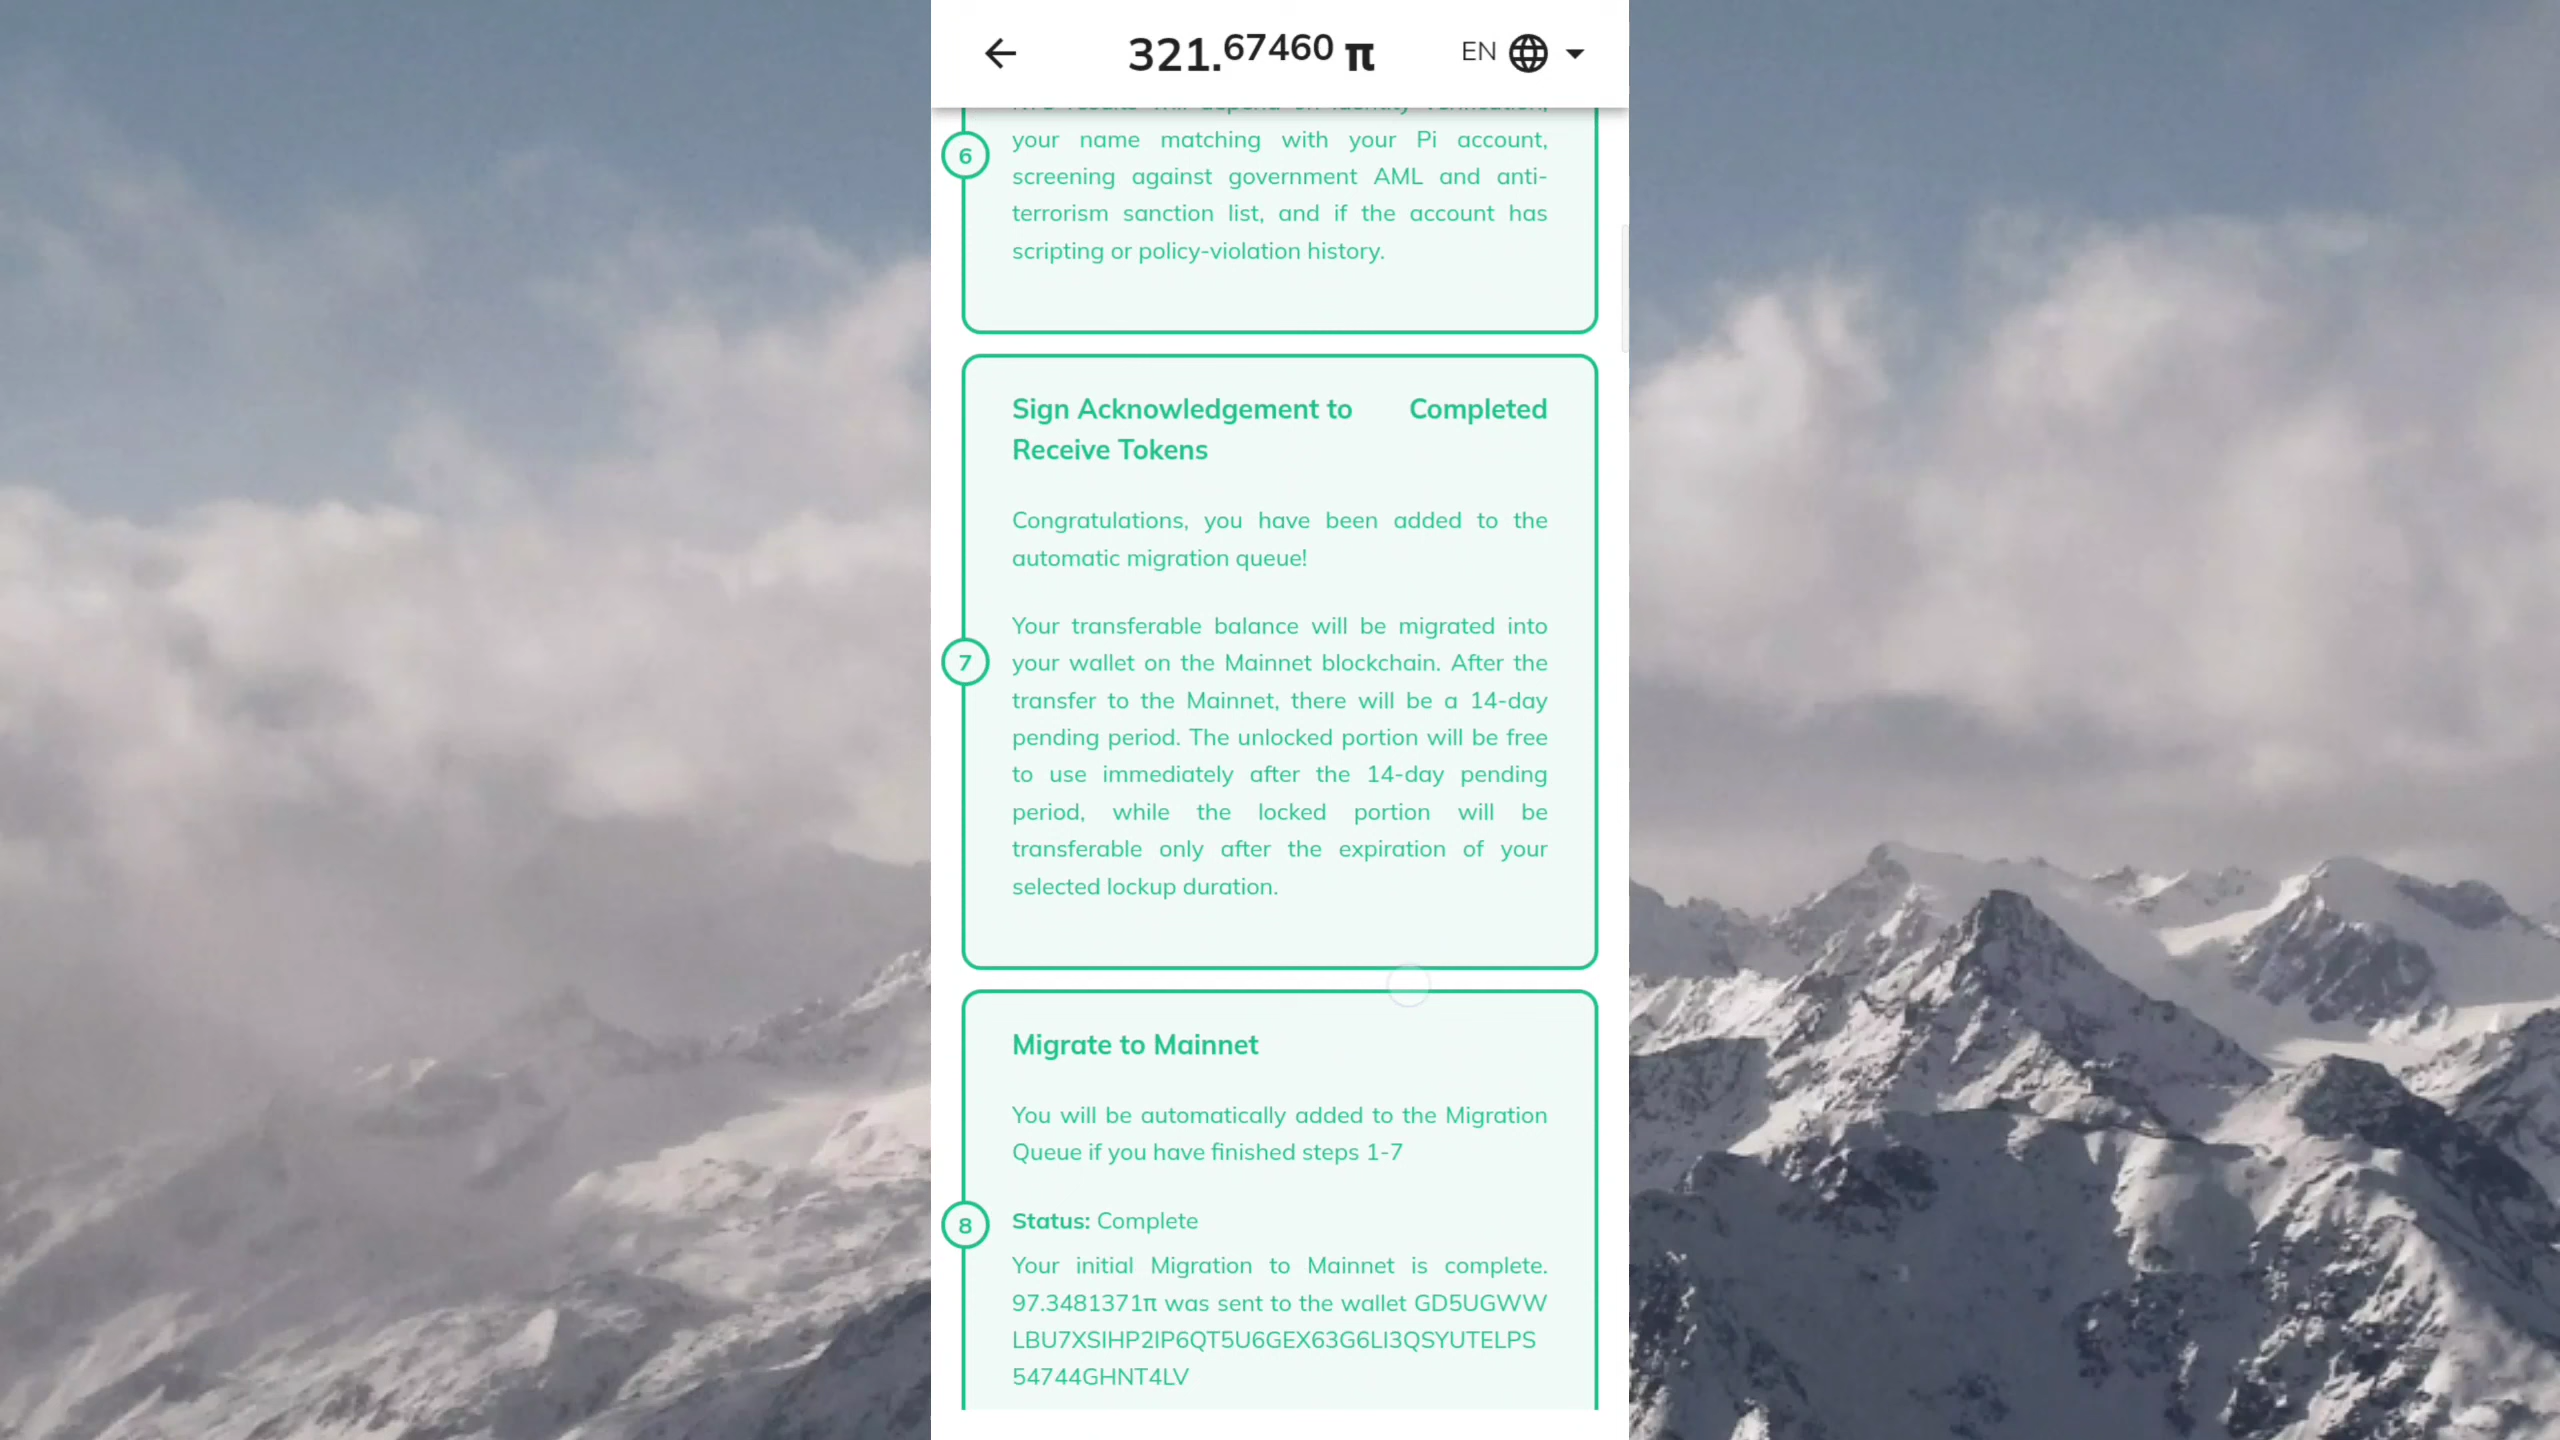 321.67460 π
EN
your name matching with your Pi account,
screening against government AML and anti-
terrorism sanction list, and if the account has
scripting or policy-violation history.
6
Sign Acknowledgement to Completed
Receive Tokens
Congratulations, you have been added to the
automatic migration queue!
Your transferable balance will be migrated into
your wallet on the Mainnet blockchain. After the
transfer to the Mainnet, there will be a 14-day
pending period. The unlocked portion will be free
to use immediately after the 14-day pending
period, while the locked portion will be
transferable only after the expiration of your
selected lockup duration.
7
Migrate to Mainnet
You will be automatically added to the Migration
Queue if you have finished steps 1-7
8
Status: Complete
Your initial Migration to Mainnet is complete.
97.3481371π was sent to the wallet GD5UGWW
LBU7XSIHP2IP6QT5U6GEX63G6LI3QSYUTELPS
54744GHNT4LV